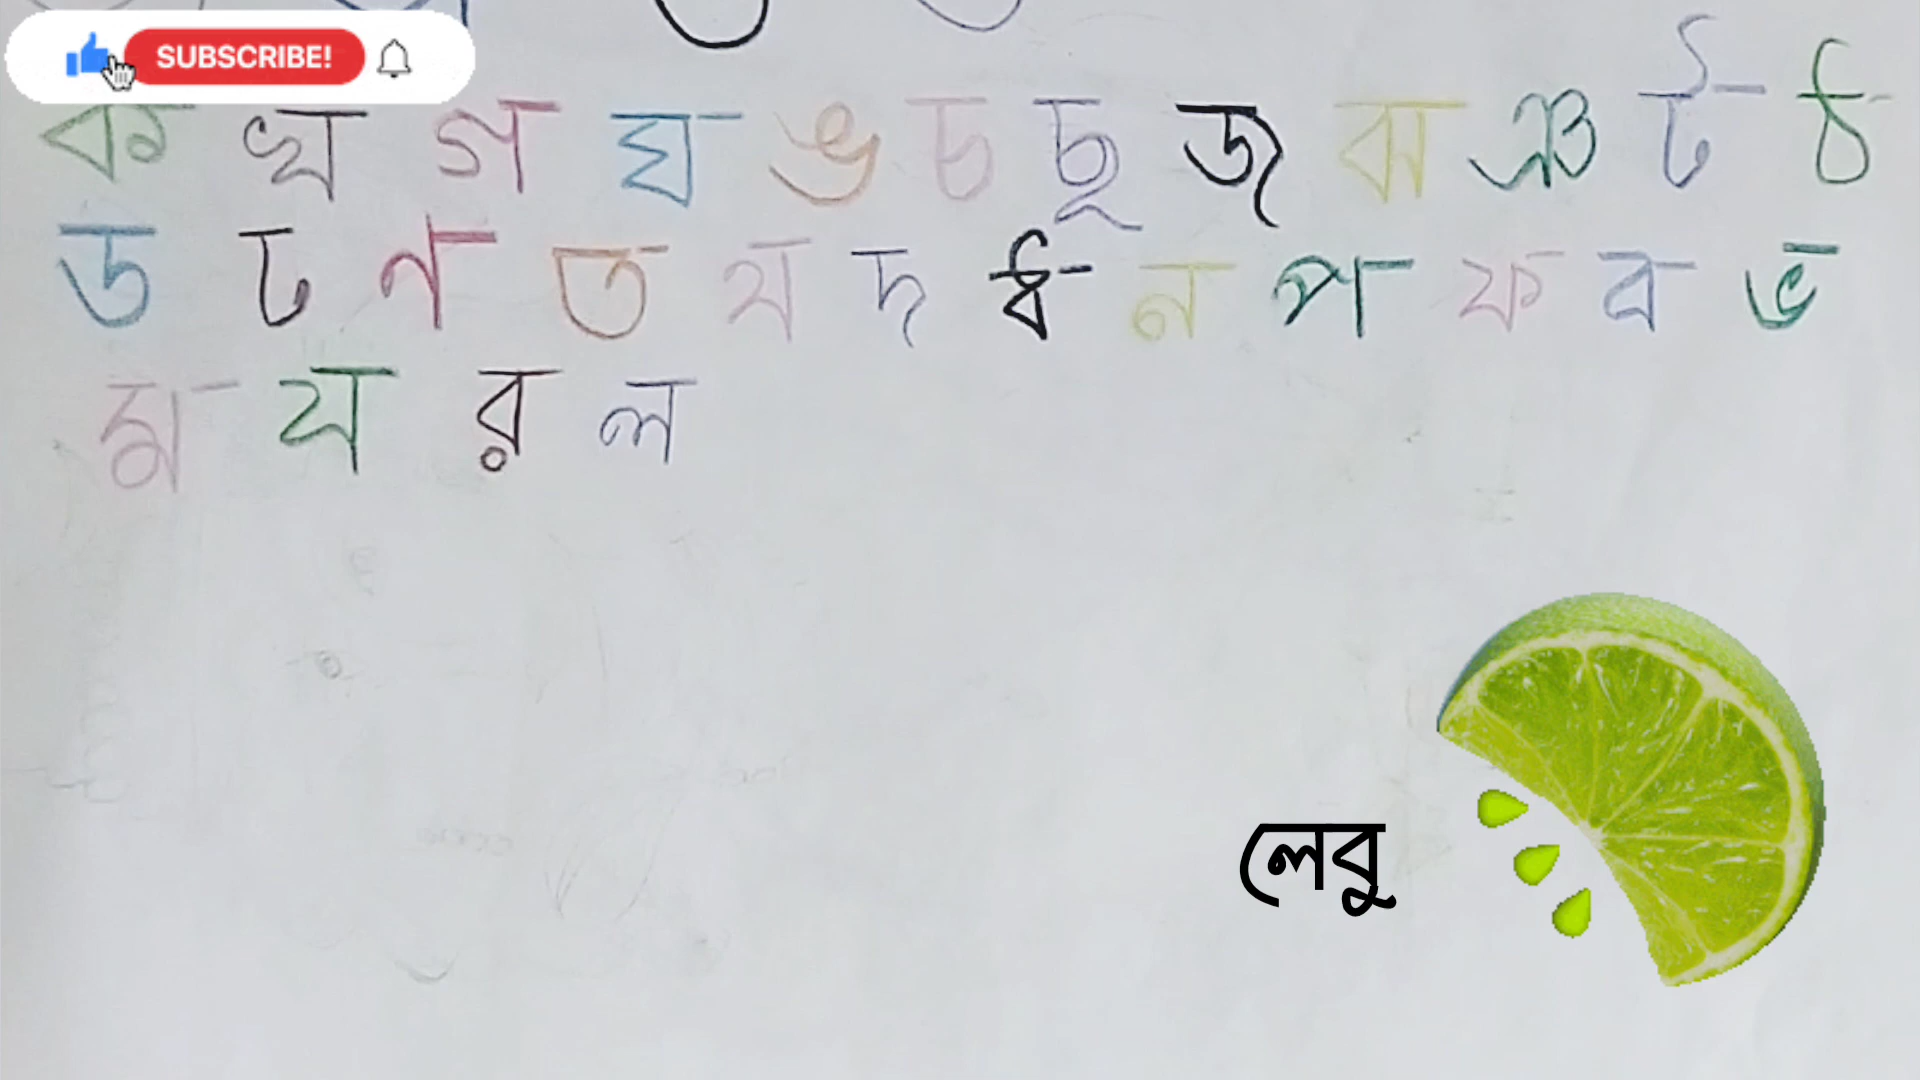 SUBSCRIBE!
ক খ গ ঘ ঙ চ ছ জ ঝ ঞ ট ঠ
ড ঢ ণ ত থ দ ধ ন প ফ ব ভ
ম য র ল
লেবু